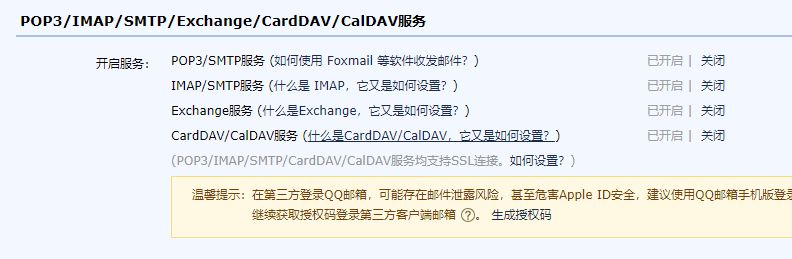 POP3/IMAP/SMTP/Exchange/CardDAV/CalDAV服务
开启服务： POP3/SMTP服务 (如何使用 Foxmail 等软件收发邮件？) 已开启 | 关闭
IMAP/SMTP服务 (什么是 IMAP，它又是如何设置？) 已开启 | 关闭
Exchange服务 (什么是Exchange，它又是如何设置？) 已开启 | 关闭
CardDAV/CalDAV服务 (什么是CardDAV/CalDAV，它又是如何设置？) 已开启 | 关闭
(POP3/IMAP/SMTP/CardDAV/CalDAV服务均支持SSL连接。如何设置？)
温馨提示：在第三方登录QQ邮箱，可能存在邮件泄露风险，甚至危害Apple ID安全，建议使用QQ邮箱手机版登录
继续获取授权码登录第三方客户端邮箱 ? 。 生成授权码